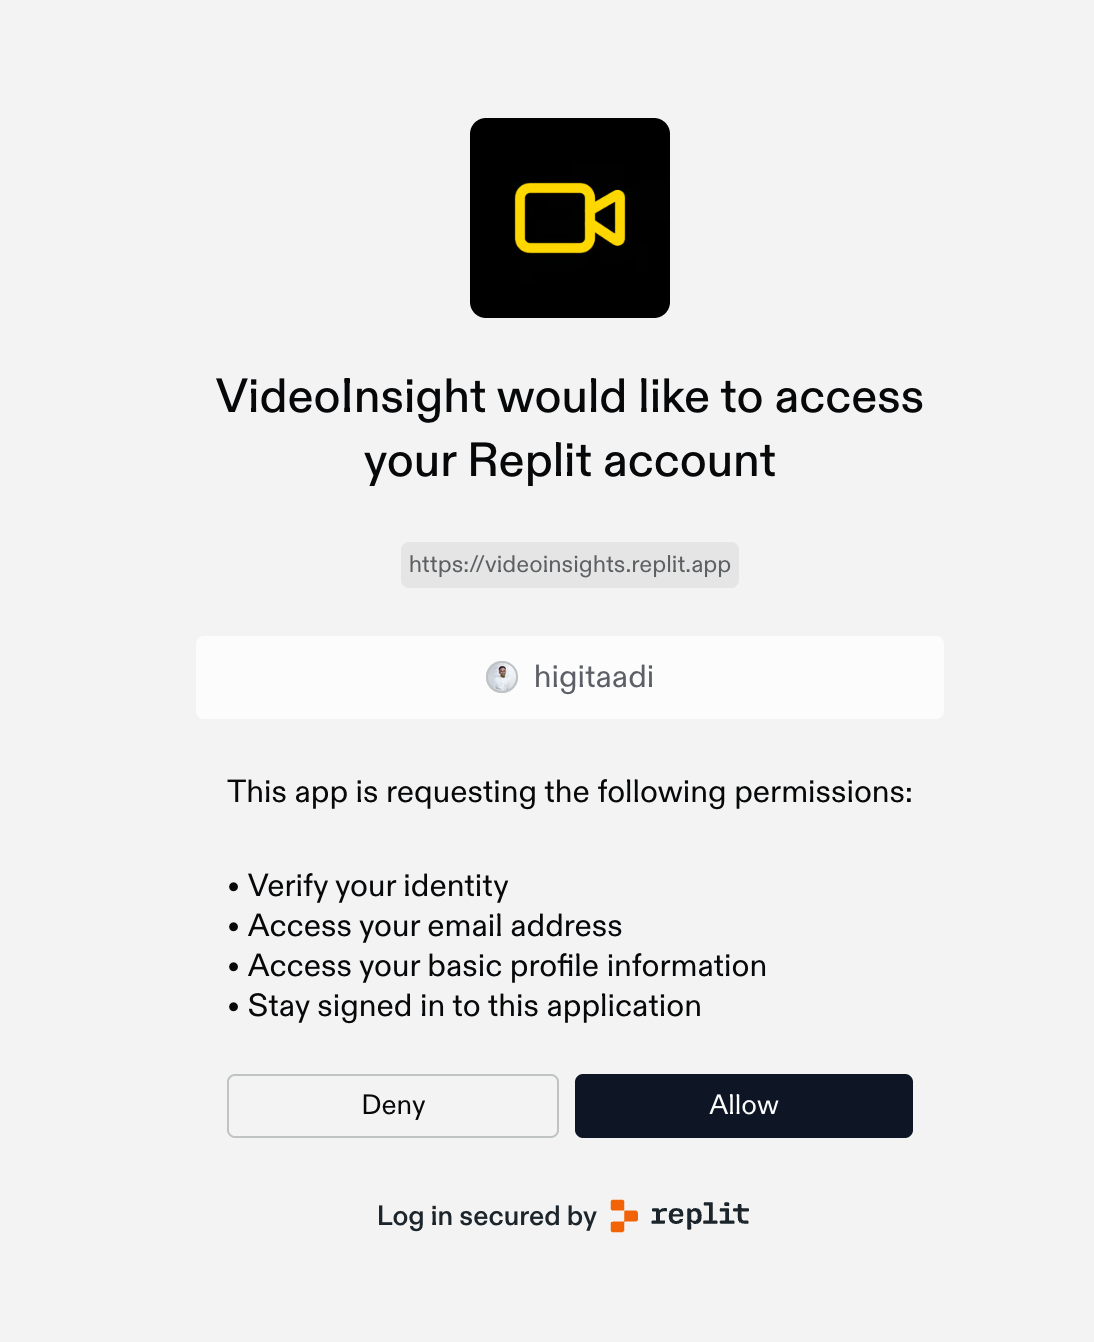 VideoInsight would like to access
your Replit account
https://videoinsights.replit.app
higitaadi
This app is requesting the following permissions:
• Verify your identity
• Access your email address
• Access your basic profile information
• Stay signed in to this application
Deny
Allow
Log in secured by replit